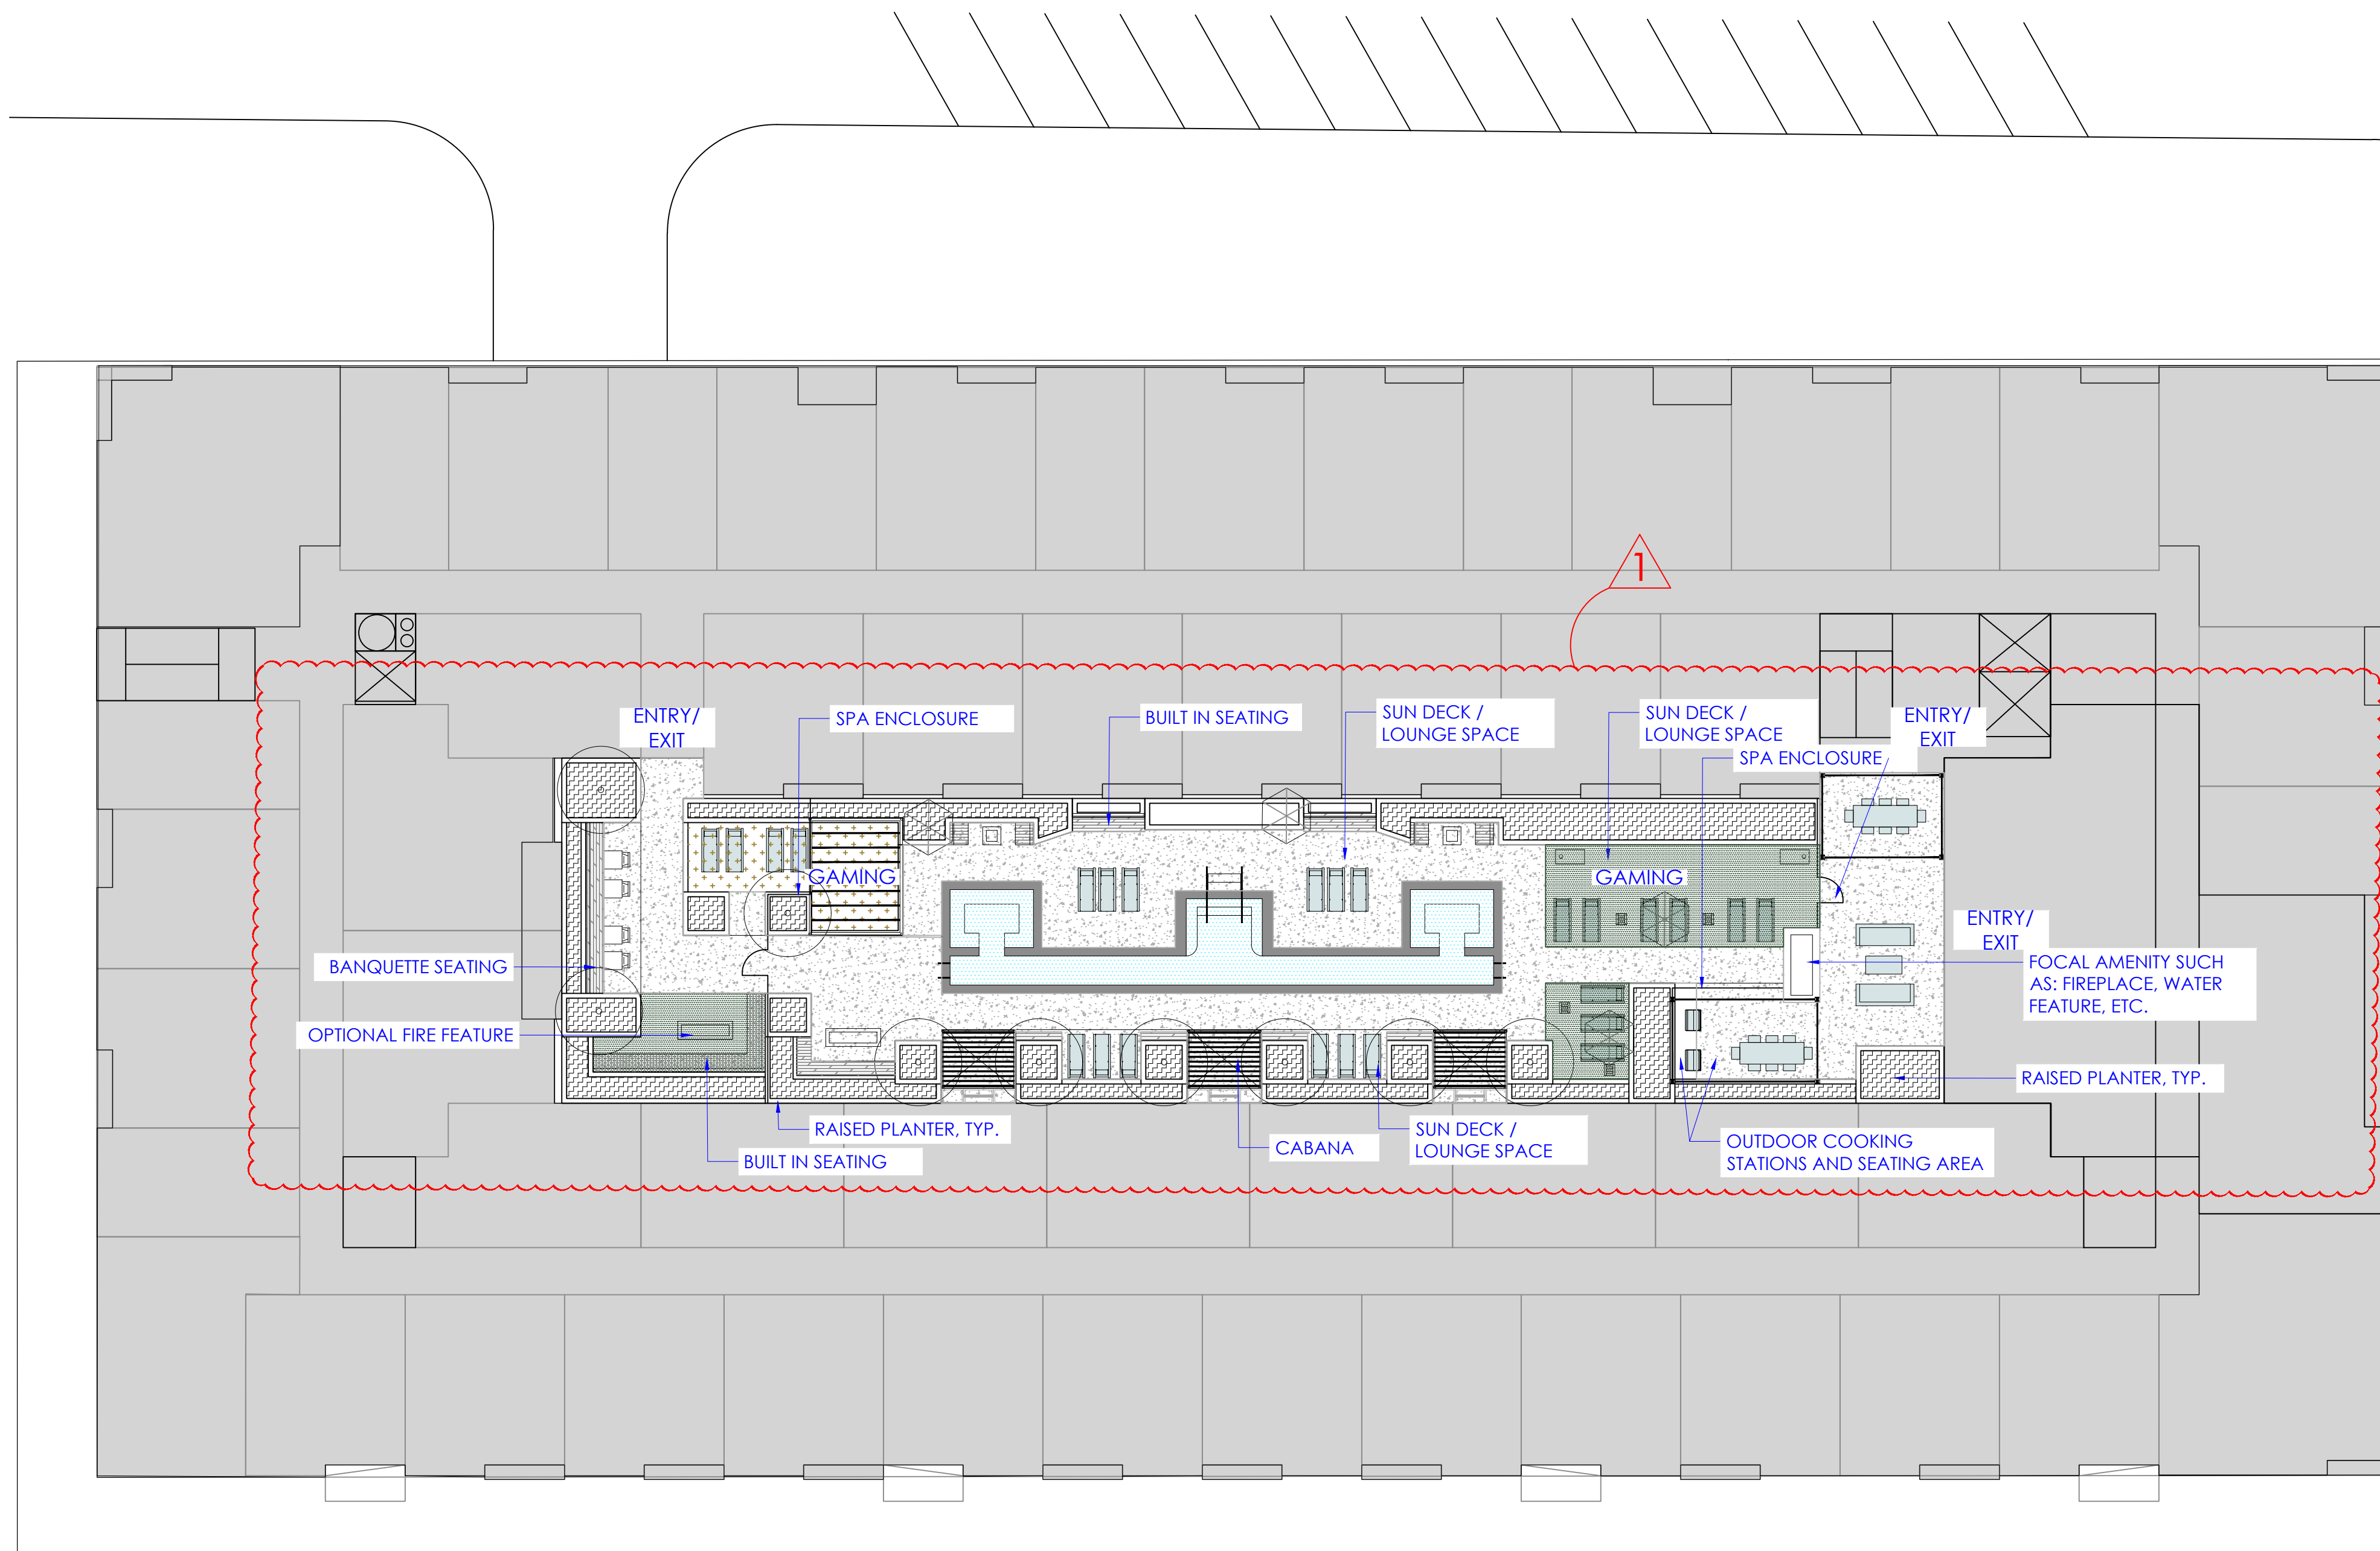 1
ENTRY/
EXIT
SPA ENCLOSURE
BUILT IN SEATING
SUN DECK /
LOUNGE SPACE
SUN DECK /
LOUNGE SPACE
ENTRY/
EXIT
SPA ENCLOSURE
GAMING
GAMING
ENTRY/
EXIT
BANQUETTE SEATING
FOCAL AMENITY SUCH
AS: FIREPLACE, WATER
FEATURE, ETC.
OPTIONAL FIRE FEATURE
RAISED PLANTER, TYP.
RAISED PLANTER, TYP.
BUILT IN SEATING
CABANA
SUN DECK /
LOUNGE SPACE
OUTDOOR COOKING
STATIONS AND SEATING AREA